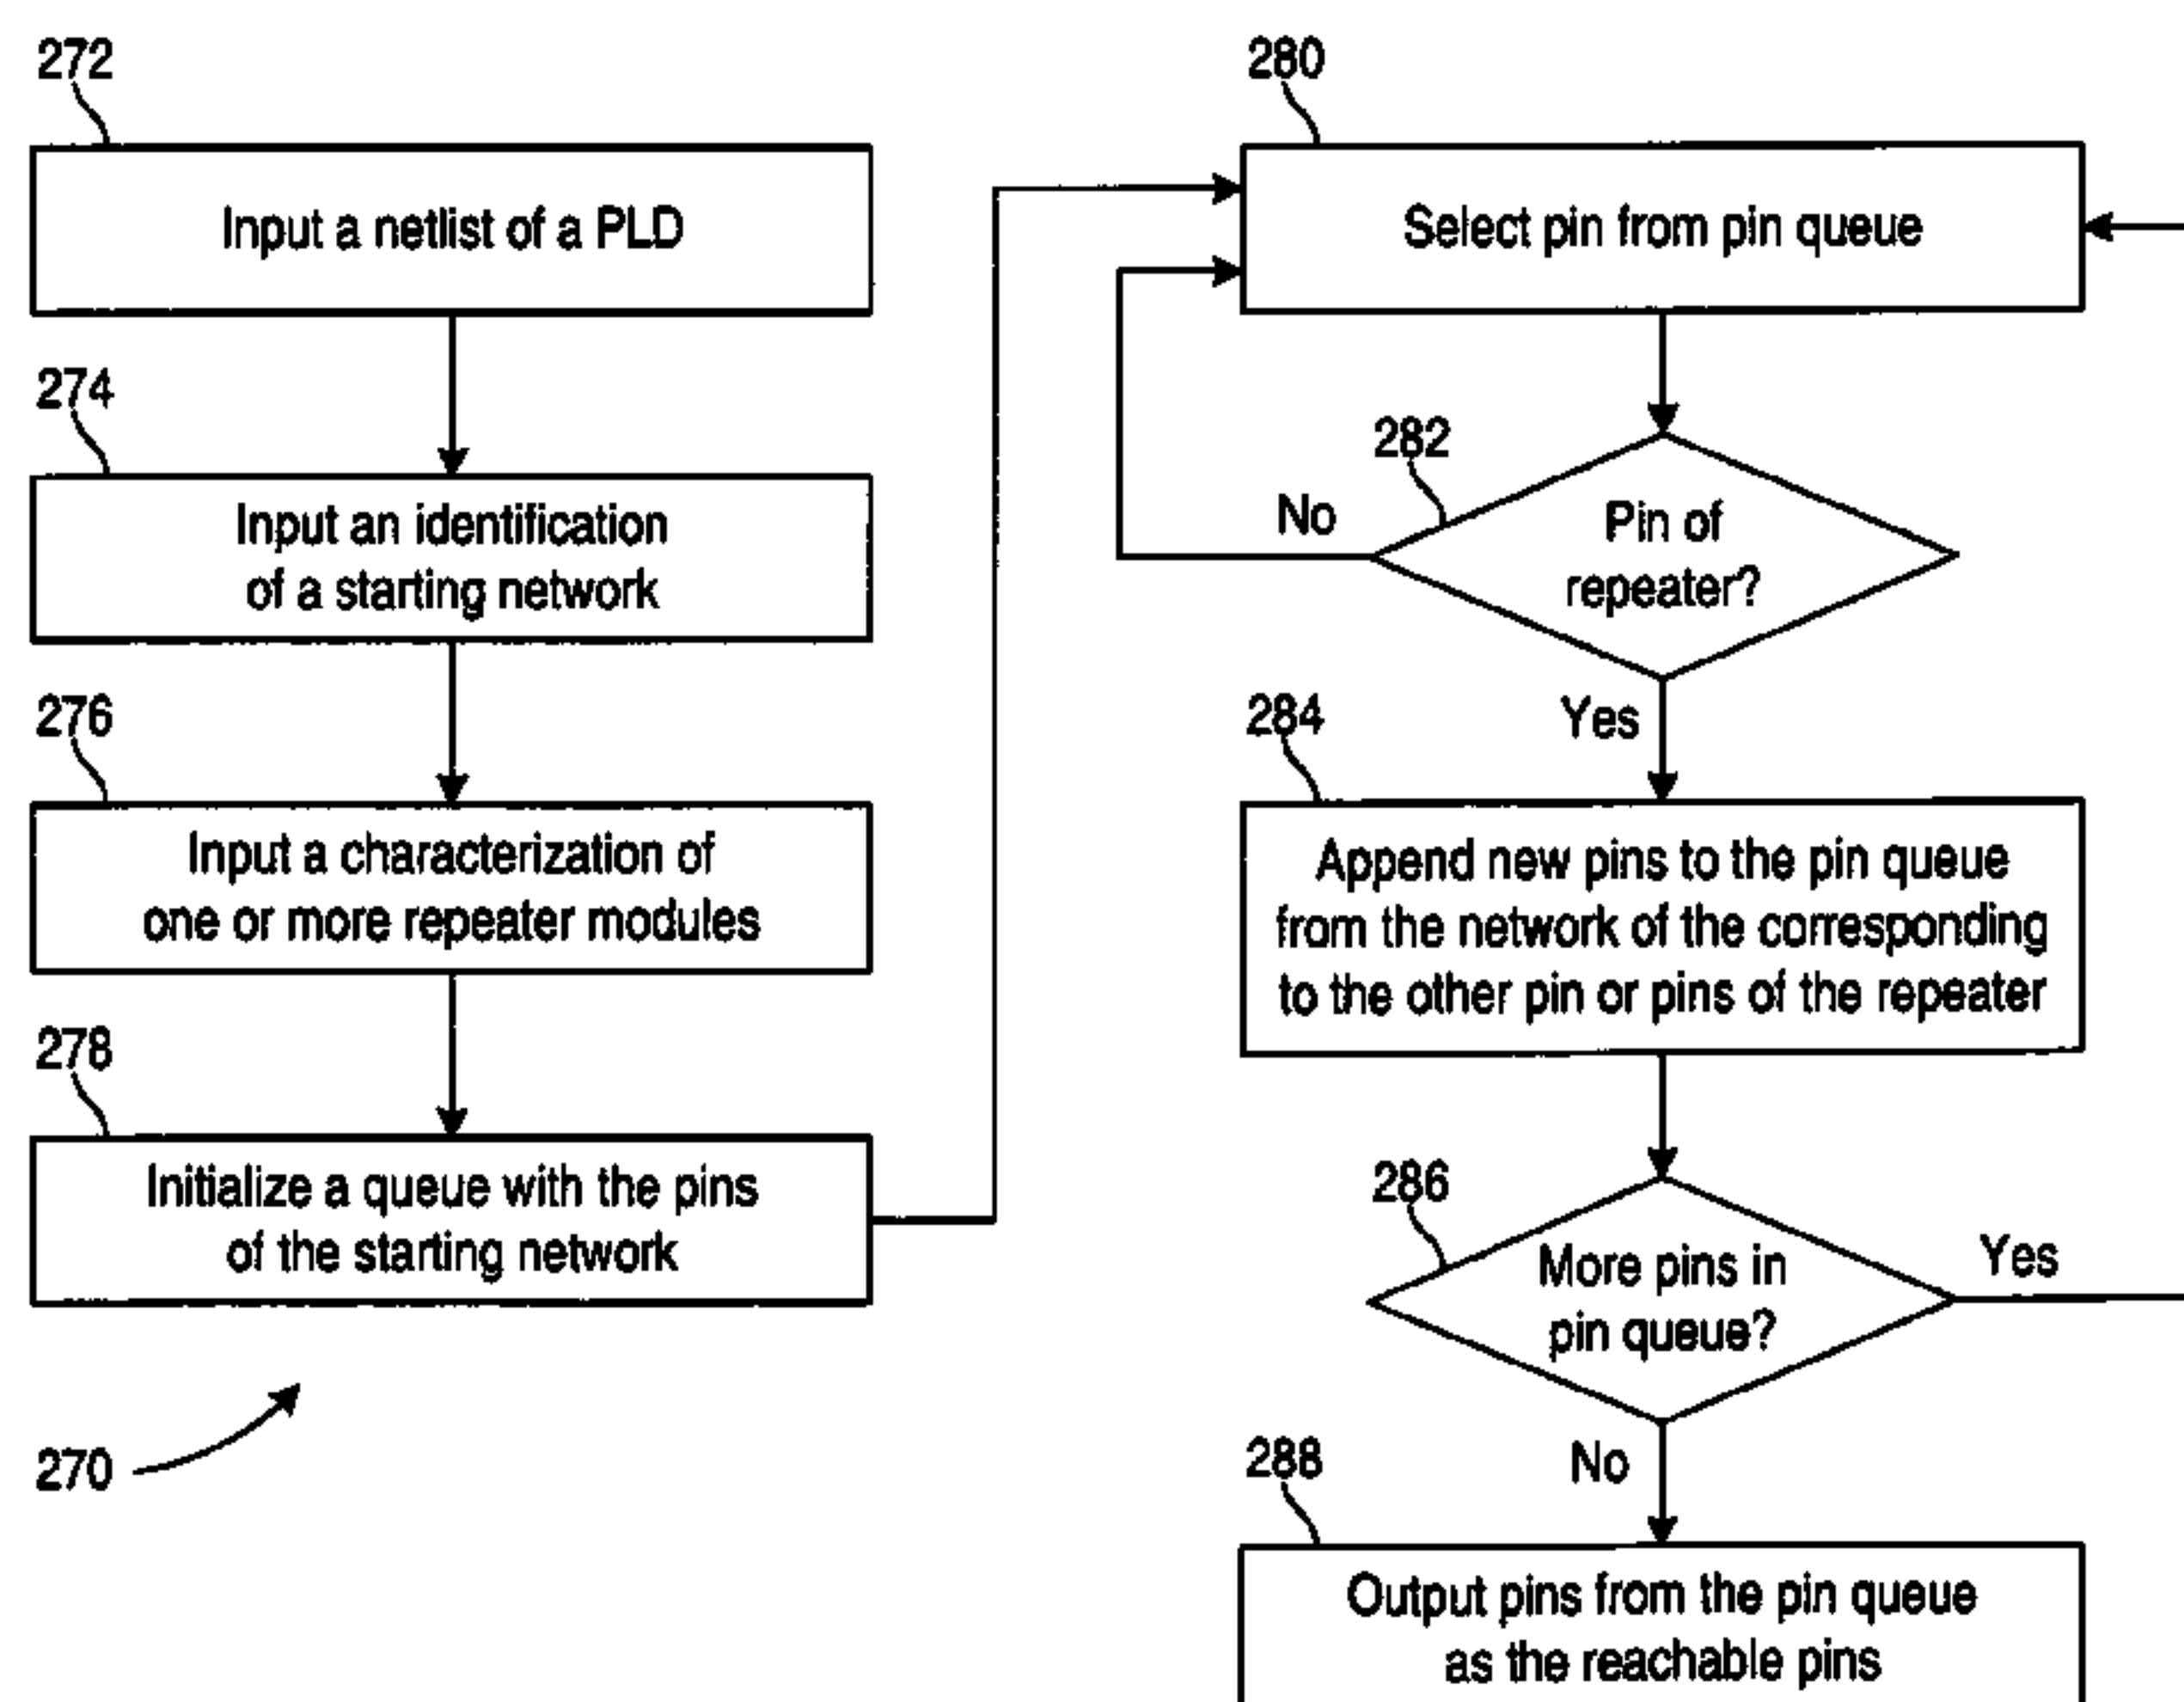 272
Input a netlist of a PLD
274
Input an identification
of a starting network
276
Input a characterization of
one or more repeater modules
278
Initialize a queue with the pins
of the starting network
270
280
Select pin from pin queue
282
No
Pin of
repeater?
Yes
284
Append new pins to the pin queue
from the network of the corresponding
to the other pin or pins of the repeater
286
More pins in
pin queue?
Yes
No
288
Output pins from the pin queue
as the reachable pins